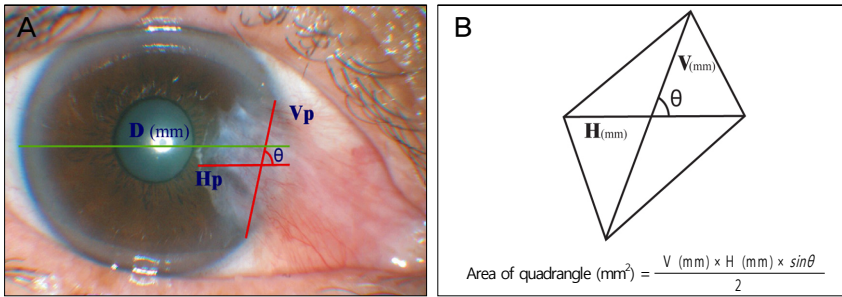 A
D (mm)
Vp
θ
Hp
B
V(mm)
θ
H(mm)
Area of quadrangle (mm²) = V (mm) × H (mm) × sinθ
2